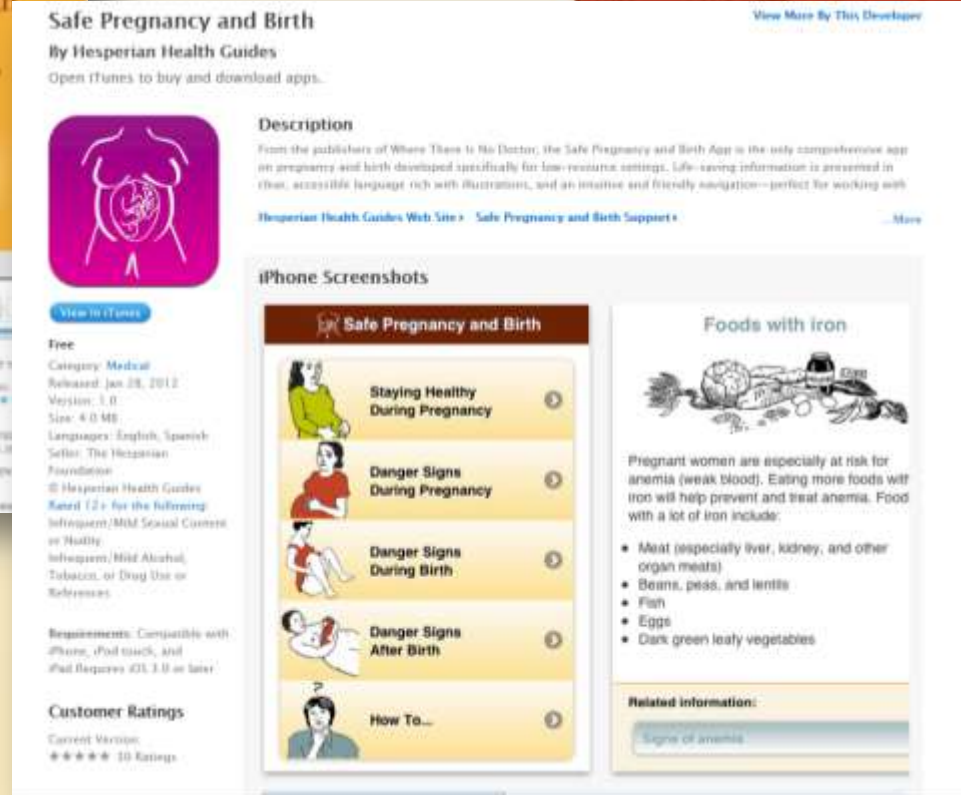 Safe Pregnancy and Birth
View More By This Developer
By Hesperian Health Guides
Open iTunes to buy and download apps.
Description
From the publishers of Where There Is No Doctor, the Safe Pregnancy and Birth App is the only comprehensive app
on pregnancy and birth developed specifically for low-resource settings. Life-saving information is presented in
clear, accessible language rich with illustrations, and an intuitive and friendly navigation—perfect for working with
Hesperian Health Guides Web Site
Safe Pregnancy and Birth Support
...More
View In iTunes
Free
Category: Medical
Released: Jan 28, 2012
Version: 1.0
Size: 4.0 MB
Languages: English, Spanish
Seller: The Hesperian
Foundation
© Hesperian Health Guides
Rated 12+ for the following:
Infrequent/Mild Sexual Content
or Nudity
Infrequent/Mild Alcohol,
Tobacco, or Drug Use or
References
Requirements: Compatible with
iPhone, iPod touch, and
iPad Requires iOS 3.0 or later
Customer Ratings
Current Version:
★★★★★ 10 Ratings
iPhone Screenshots
Safe Pregnancy and Birth
Staying Healthy
During Pregnancy
Danger Signs
During Pregnancy
Danger Signs
During Birth
Danger Signs
After Birth
?
How To...
Foods with iron
Pregnant women are especially at risk for
anemia (weak blood). Eating more foods with
iron will help prevent and treat anemia. Food
with a lot of iron include:
• Meat (especially liver, kidney, and other
organ meats)
• Beans, peas, and lentils
• Fish
• Eggs
• Dark green leafy vegetables
Related information:
Signs of anemia